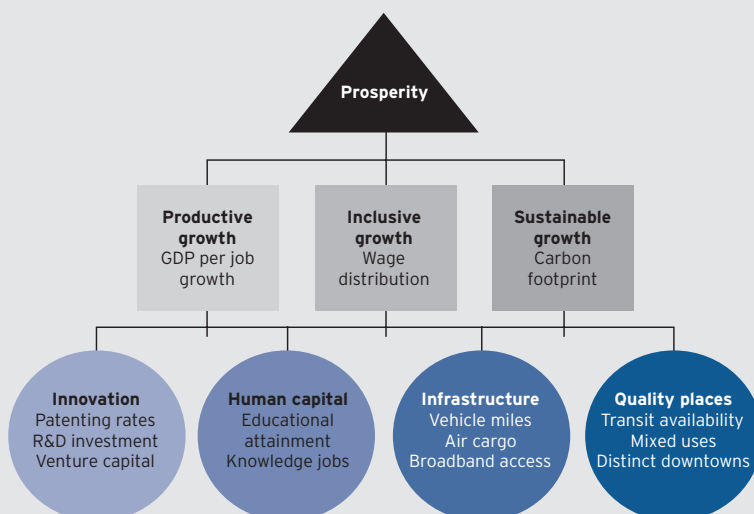 Prosperity
Productive
growth
GDP per job
growth
Inclusive
growth
Wage
distribution
Sustainable
growth
Carbon
footprint
Innovation
Patenting rates
R&D investment
Venture capital
Human capital
Educational
attainment
Knowledge jobs
Infrastructure
Vehicle miles
Air cargo
Broadband access
Quality places
Transit availability
Mixed uses
Distinct downtowns